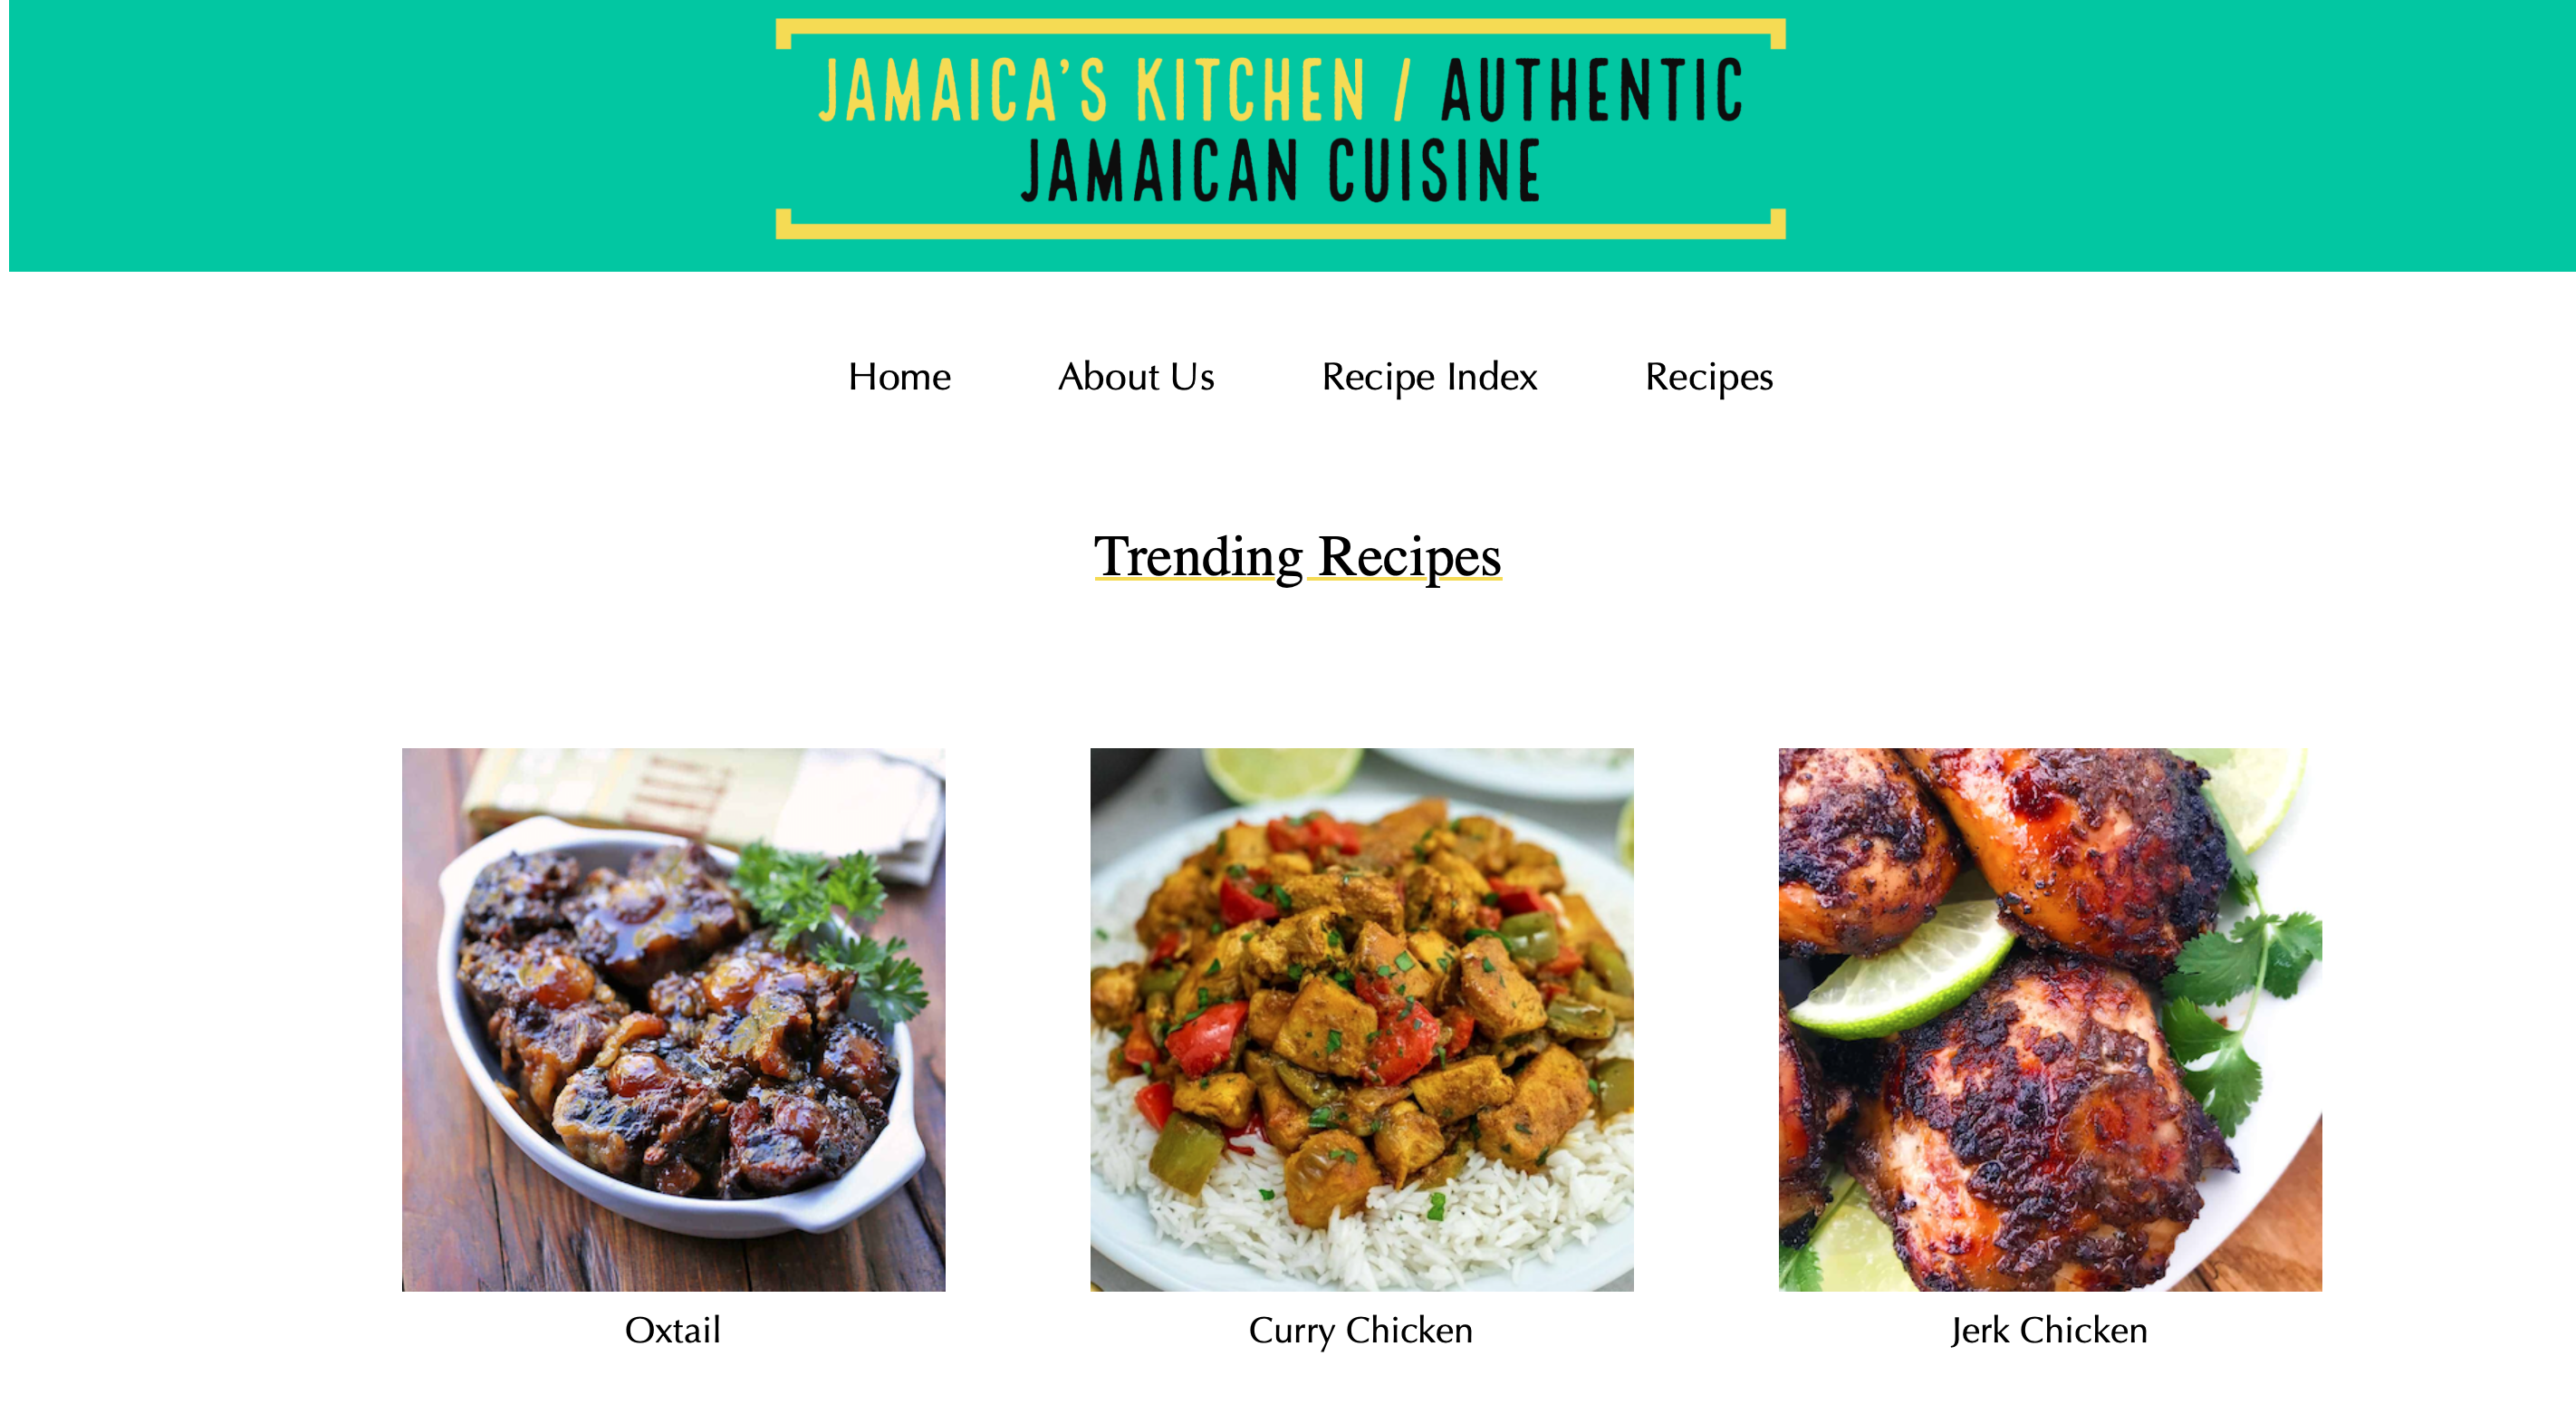 JAMAICA'S KITCHEN / AUTHENTIC
JAMAICAN CUISINE
Home
About Us
Recipe Index
Recipes
Trending Recipes
Oxtail
Curry Chicken
Jerk Chicken